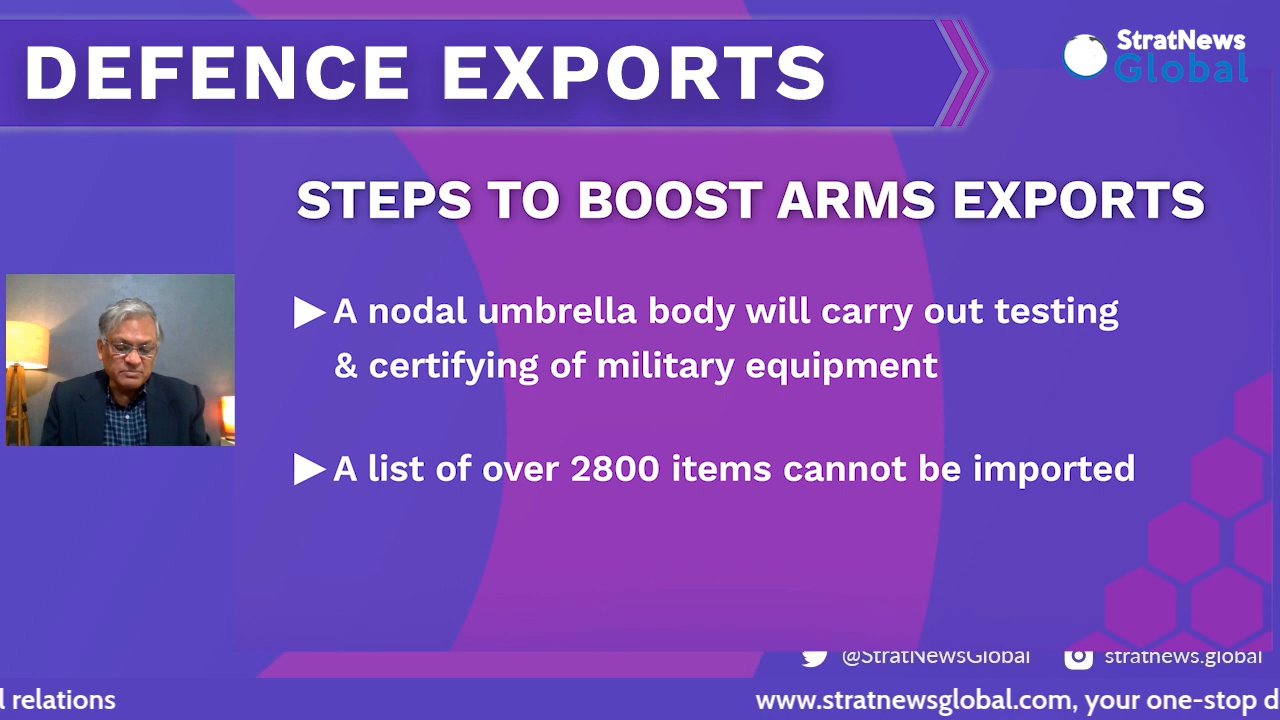 DEFENCE EXPORTS
StratNews
Global
STEPS TO BOOST ARMS EXPORTS
▶ A nodal umbrella body will carry out testing
& certifying of military equipment
▶ A list of over 2800 items cannot be imported
@StratNewsGlobal
stratnews.global
relations
www.stratnewsglobal.com, your one-stop